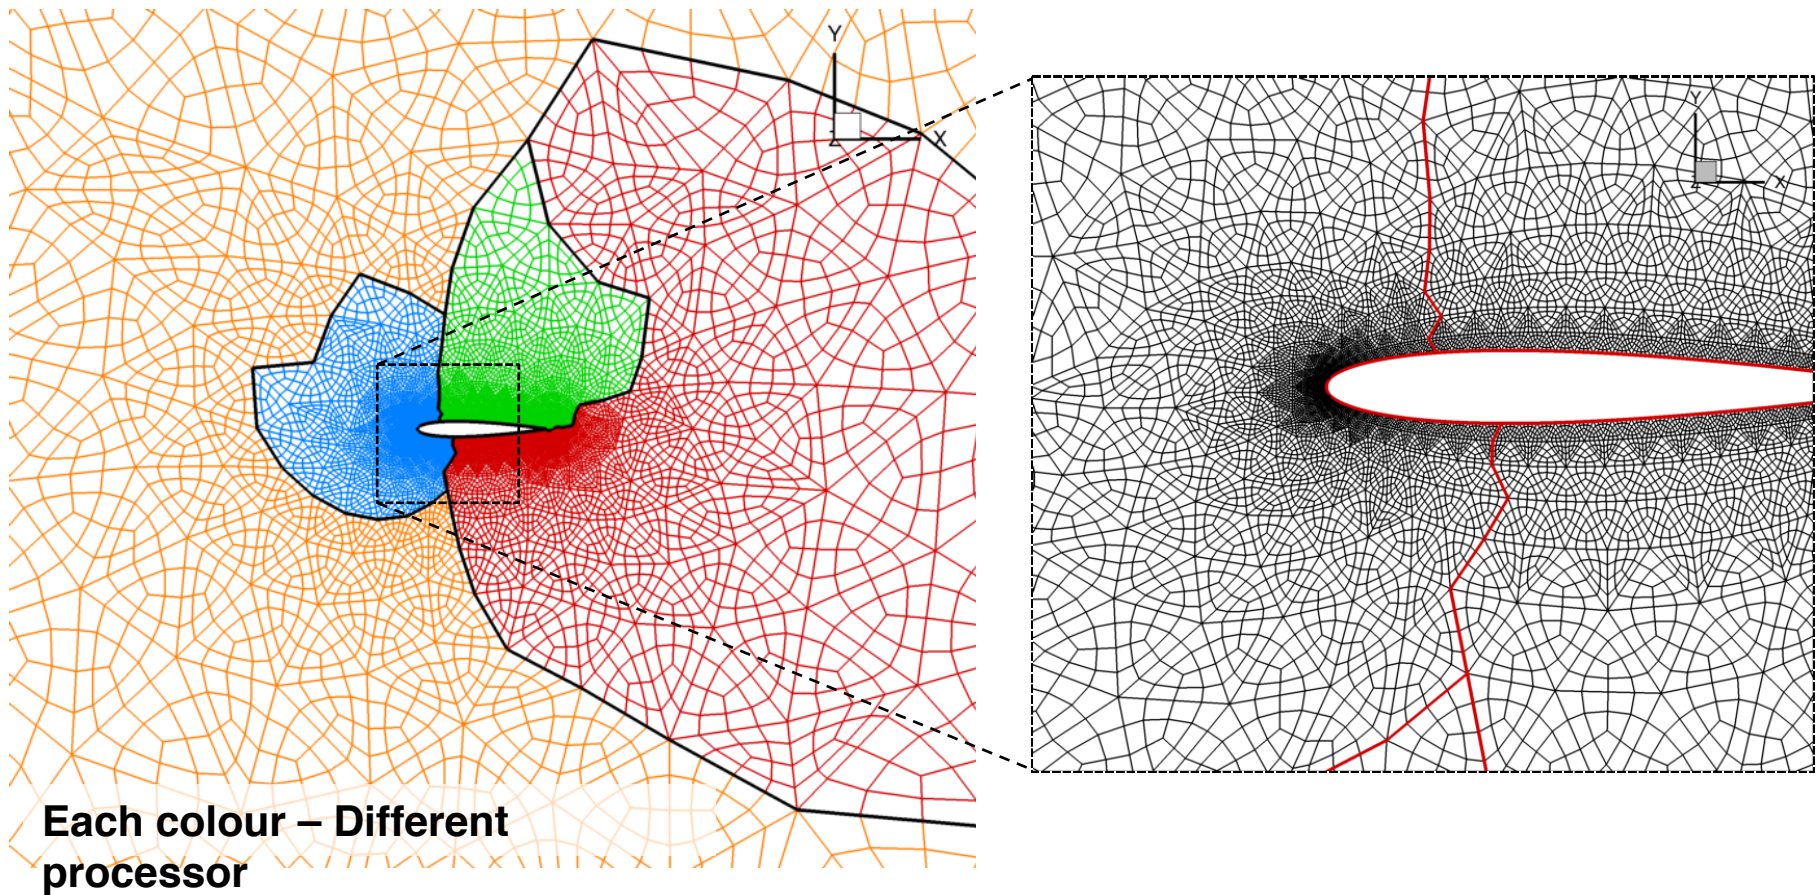 Y
X
Z
Y
X
Z
Each colour – Different
processor